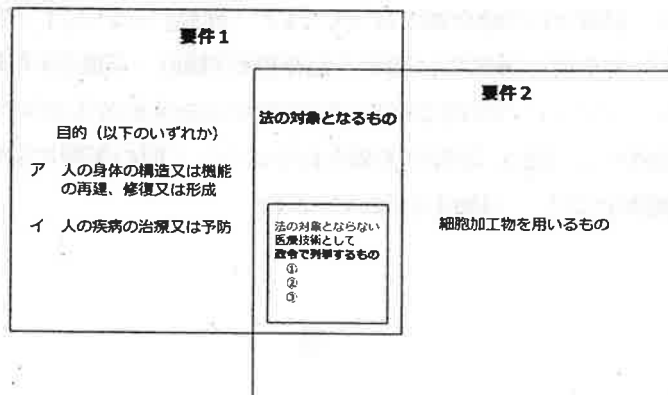 要件1
目的（以下のいずれか）
ア　人の身体の構造又は機能
の再建、修復又は形成
イ　人の疾病の治療又は予防
法の対象となるもの
法の対象とならない
医療技術として
政令で列挙するもの
①
②
③
要件2
細胞加工物を用いるもの